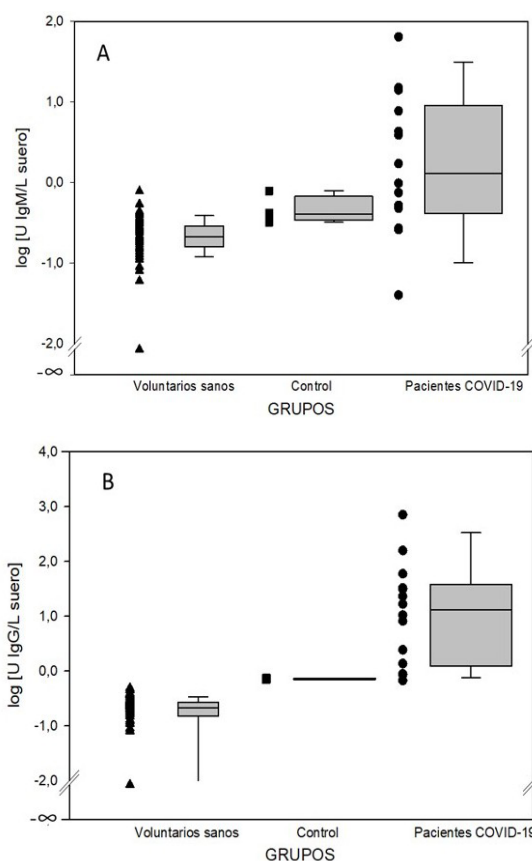 A
2,0
1,0
0,0
-1,0
-2,0
-∞
log [U IgM/L suero]
Voluntarios sanos
Control
Pacientes COVID-19
GRUPOS
B
4,0
3,0
2,0
1,0
0,0
-1,0
-2,0
-∞
log [U IgG/L suero]
Voluntarios sanos
Control
Pacientes COVID-19
GRUPOS